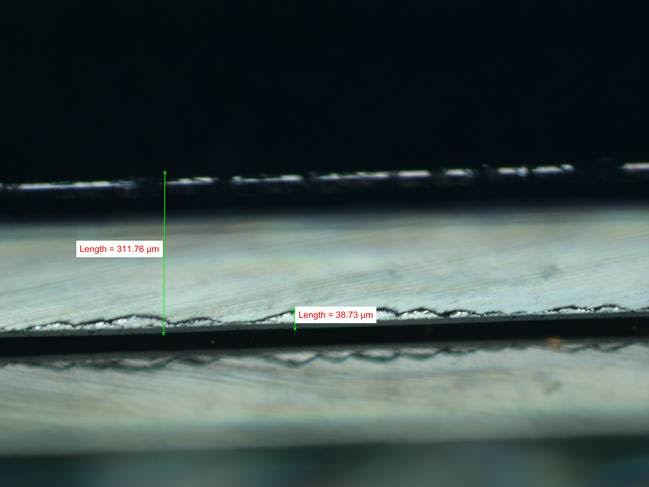 Length = 311.76 µm
Length = 38.73 µm